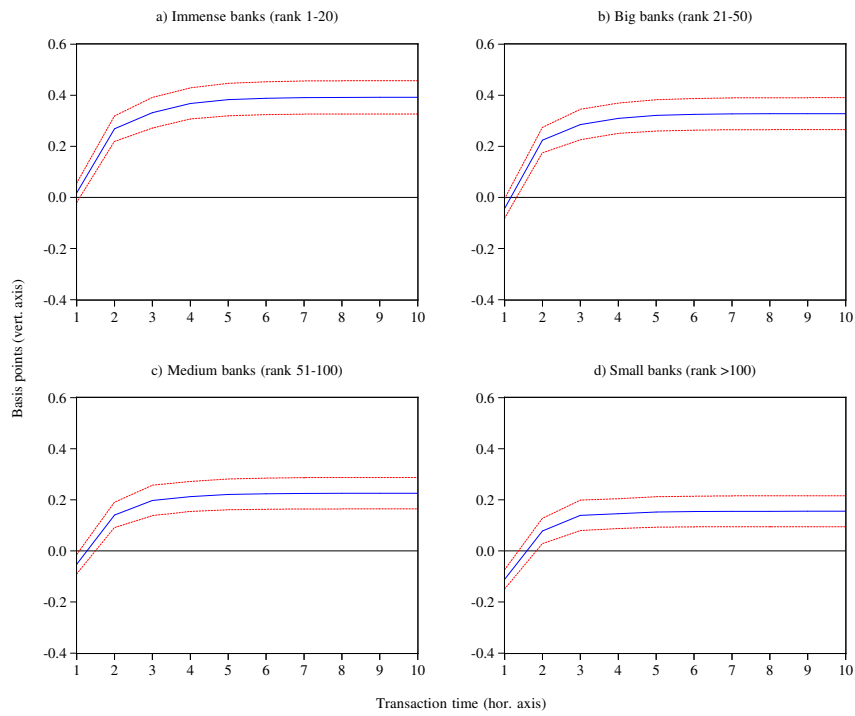 a) Immense banks (rank 1-20)
b) Big banks (rank 21-50)
0.6
0.4
0.2
0.0
-0.2
-0.4
1 2 3 4 5 6 7 8 9 10
0.6
0.4
0.2
0.0
-0.2
-0.4
1 2 3 4 5 6 7 8 9 10
Basis points (vert. axis)
c) Medium banks (rank 51-100)
d) Small banks (rank >100)
0.6
0.4
0.2
0.0
-0.2
-0.4
1 2 3 4 5 6 7 8 9 10
0.6
0.4
0.2
0.0
-0.2
-0.4
1 2 3 4 5 6 7 8 9 10
Transaction time (hor. axis)